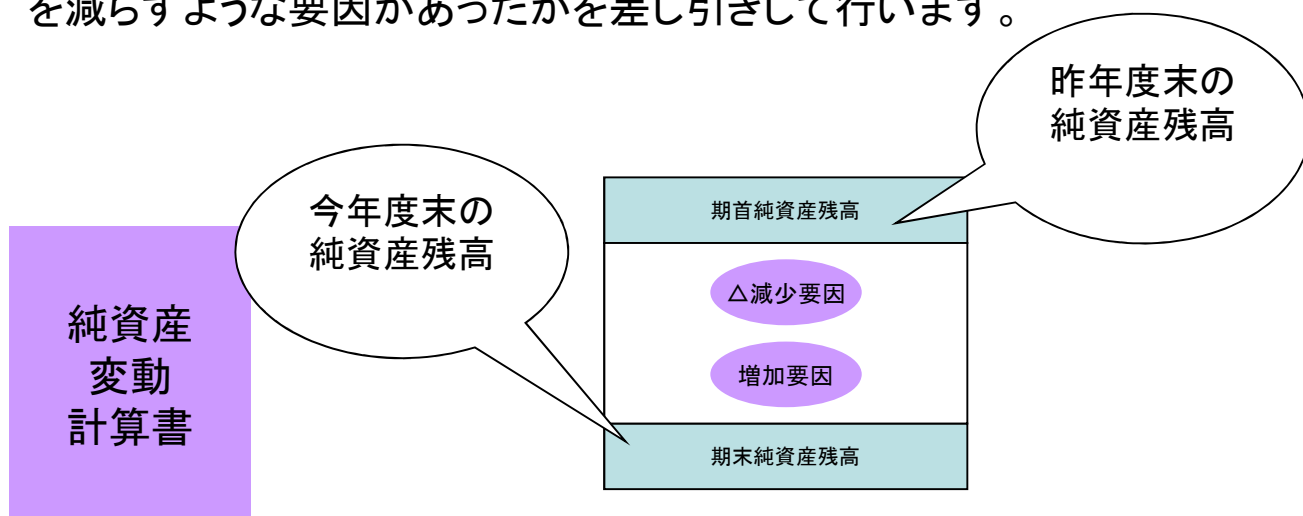 を減らすような要因があったかを差し引きして行います。
昨年度末の
純資産残高
今年度末の
純資産残高
期首純資産残高
△減少要因
純資産
変動
計算書
増加要因
期末純資産残高